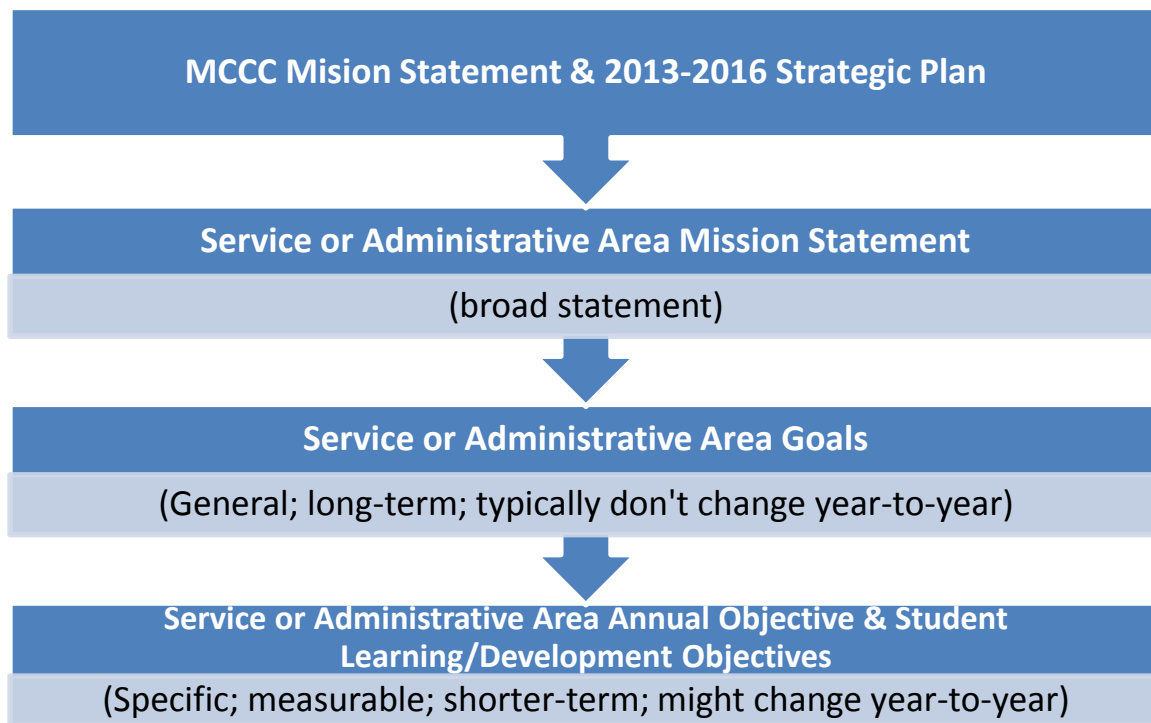 MCCC Mision Statement & 2013-2016 Strategic Plan
Service or Administrative Area Mission Statement
(broad statement)
Service or Administrative Area Goals
(General; long-term; typically don't change year-to-year)
Service or Administrative Area Annual Objective & Student
Learning/Development Objectives
(Specific; measurable; shorter-term; might change year-to-year)